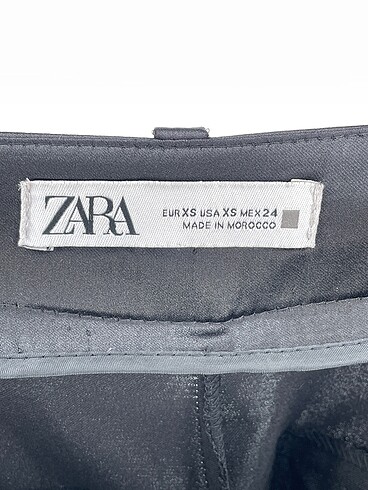 ZARA
EUR XS USA XS MEX 24
MADE IN MOROCCO